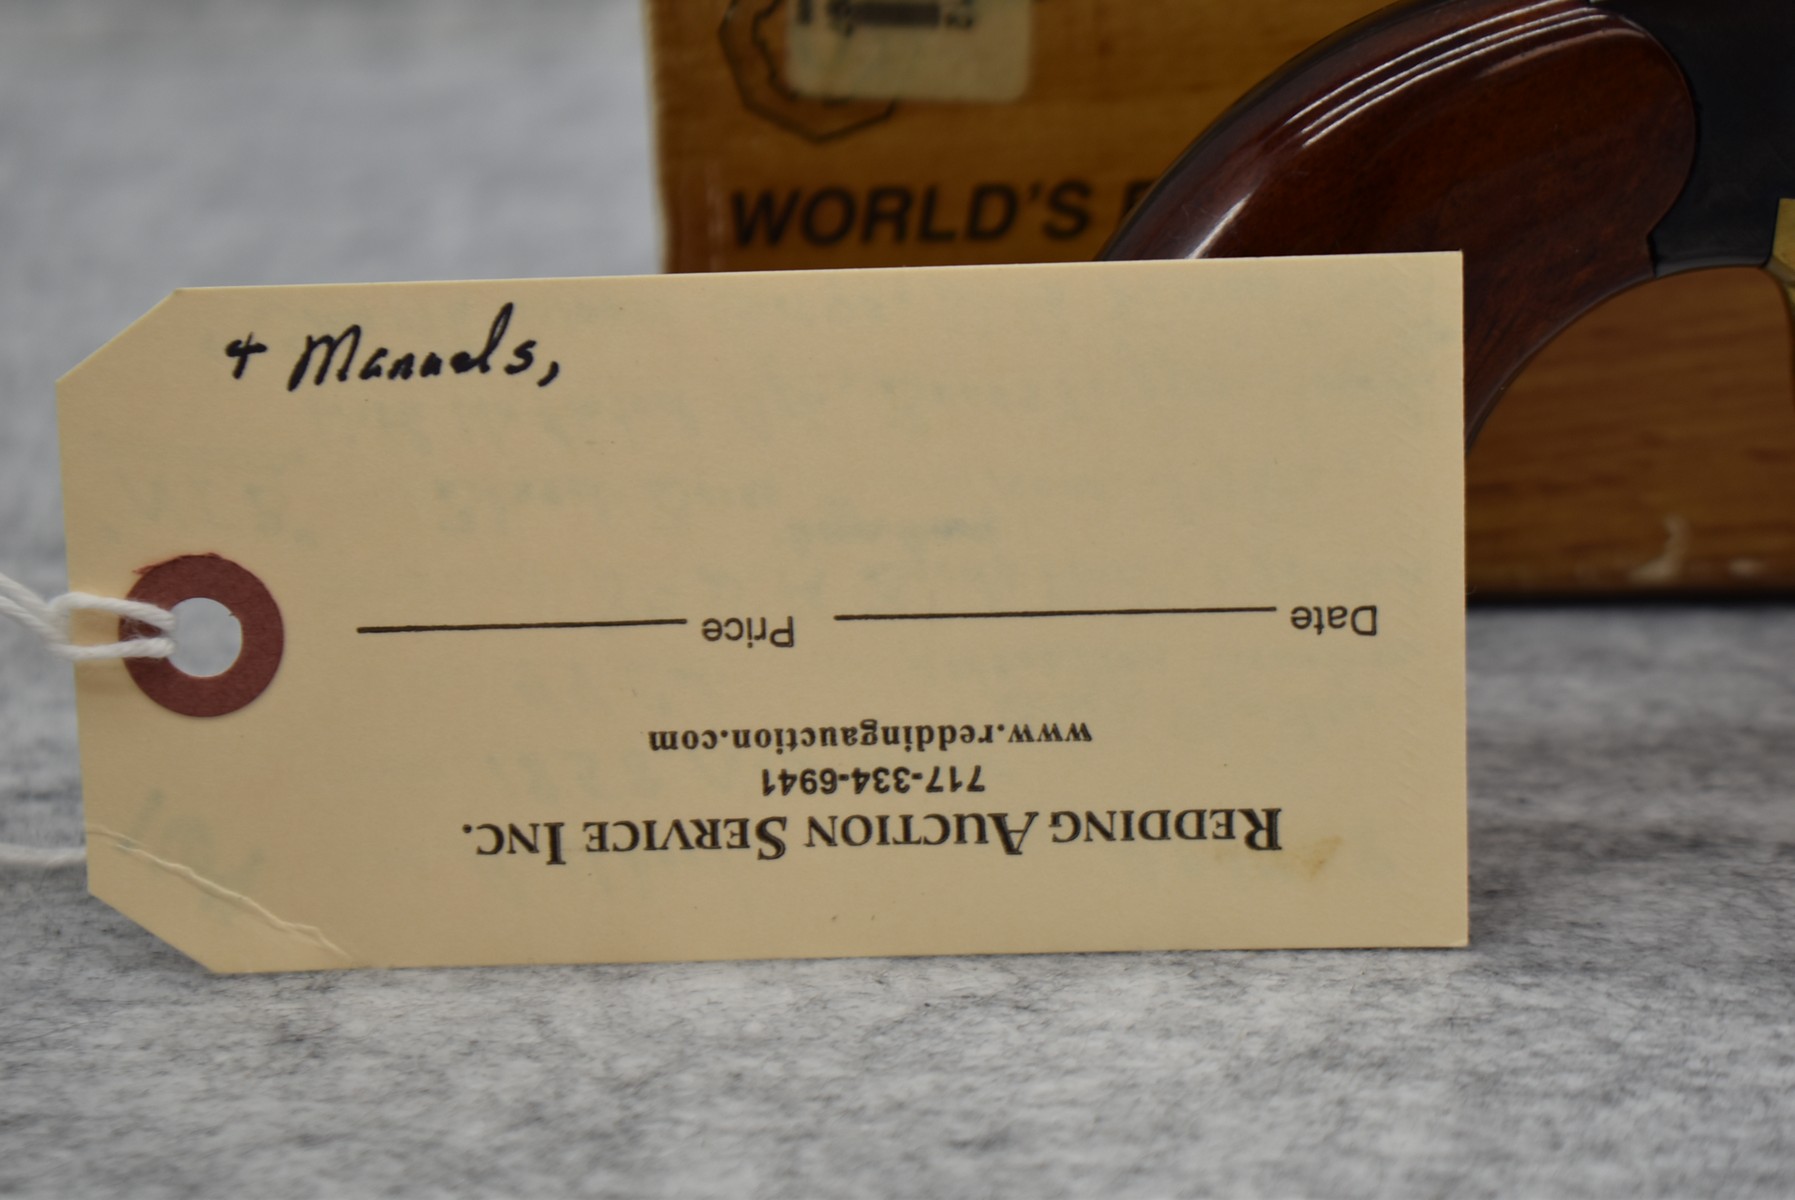 WORLD'S
+ Manuels,
REDDING AUCTION SERVICE INC.
717-334-6941
www.reddingauction.com
Date Price